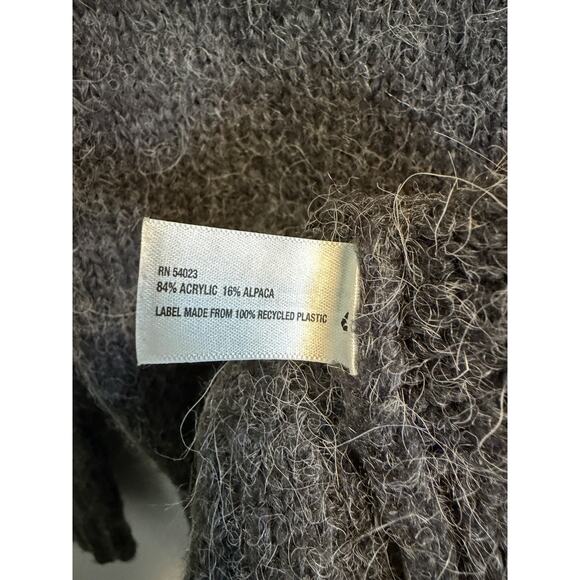 RN 54023
84% ACRYLIC 16% ALPACA
LABEL MADE FROM 100% RECYCLED PLASTIC